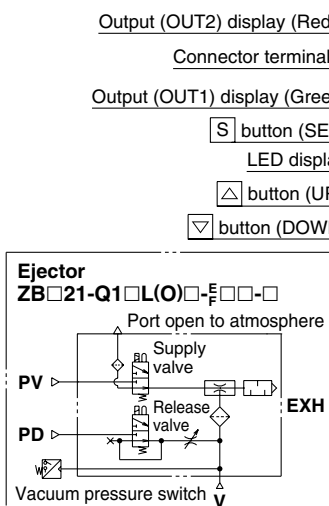 Output (OUT2) display (Red
Connector terminal
Output (OUT1) display (Gree
S button (SE
LED displa
△ button (UP
▽ button (DOWN
Ejector
ZB□21-Q1□L(O)□-E/F□□-□
Port open to atmosphere
Supply
valve
PV
EXH
Release
valve
PD
Vacuum pressure switch
V